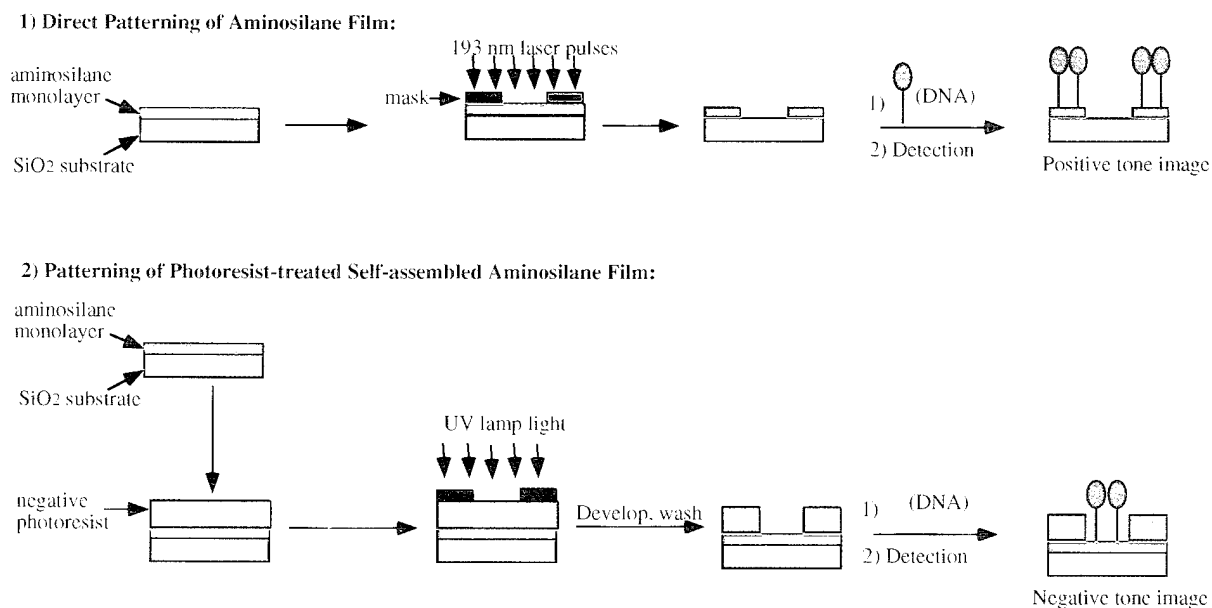 1) Direct Patterning of Aminosilane Film:
193 nm laser pulses
aminosilane
monolayer
mask
SiO2 substrate
1) (DNA)
2) Detection
Positive tone image
2) Patterning of Photoresist-treated Self-assembled Aminosilane Film:
aminosilane
monolayer
SiO2 substrate
UV lamp light
negative
photoresist
Develop, wash
1) (DNA)
2) Detection
Negative tone image